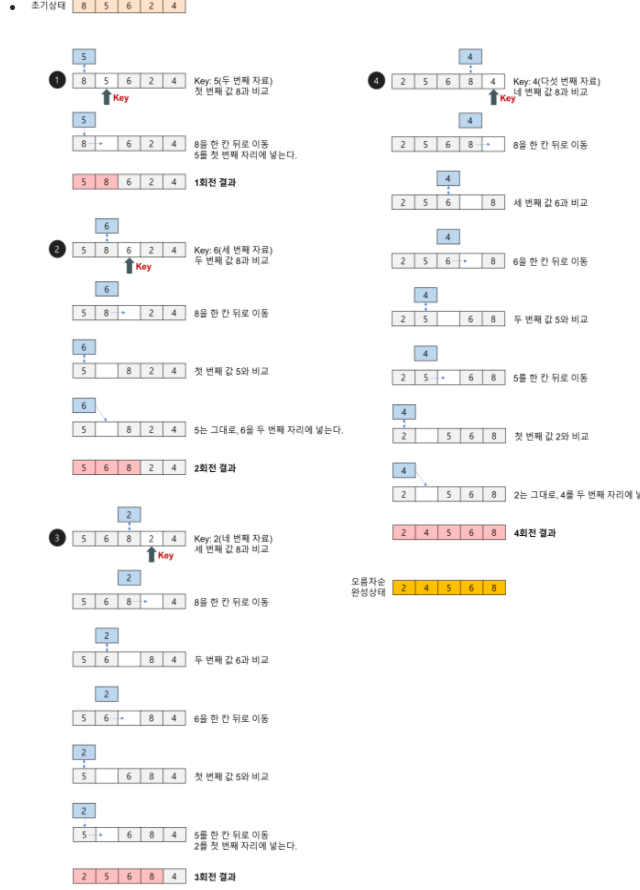 초기상태 8 5 6 2 4
5
1 8 5 6 2 4 Key: 5(두 번째 자료)
첫 번째 값 8과 비교
Key
5
8 6 2 4 8을 한 칸 뒤로 이동
5를 첫 번째 자리에 넣는다.
5 8 6 2 4 1회전 결과
6
2 5 8 6 2 4 Key: 6(세 번째 자료)
두 번째 값 8과 비교
Key
6
5 8 2 4 8을 한 칸 뒤로 이동
6
5 8 2 4 첫 번째 값 5와 비교
6
5 8 2 4 5는 그대로, 6을 두 번째 자리에 넣는다.
5 6 8 2 4 2회전 결과
2
3 5 6 8 2 4 Key: 2(네 번째 자료)
세 번째 값 8과 비교
Key
2
5 6 8 4 8을 한 칸 뒤로 이동
2
5 6 8 4 두 번째 값 6과 비교
2
5 6 8 4 6을 한 칸 뒤로 이동
2
5 6 8 4 첫 번째 값 5와 비교
2
5 6 8 4 5를 한 칸 뒤로 이동
2를 첫 번째 자리에 넣는다.
2 5 6 8 4 3회전 결과
4
4 2 5 6 8 4 Key: 4(다섯 번째 자료)
네 번째 값 8과 비교
Key
4
2 5 6 8 8을 한 칸 뒤로 이동
4
2 5 6 8 세 번째 값 6과 비교
4
2 5 6 8 6을 한 칸 뒤로 이동
4
2 5 6 8 두 번째 값 5와 비교
4
2 5 6 8 5를 한 칸 뒤로 이동
4
2 5 6 8 첫 번째 값 2와 비교
4
2 5 6 8 2는 그대로, 4를 두 번째 자리에
2 4 5 6 8 4회전 결과
오름차순
완성상태 2 4 5 6 8